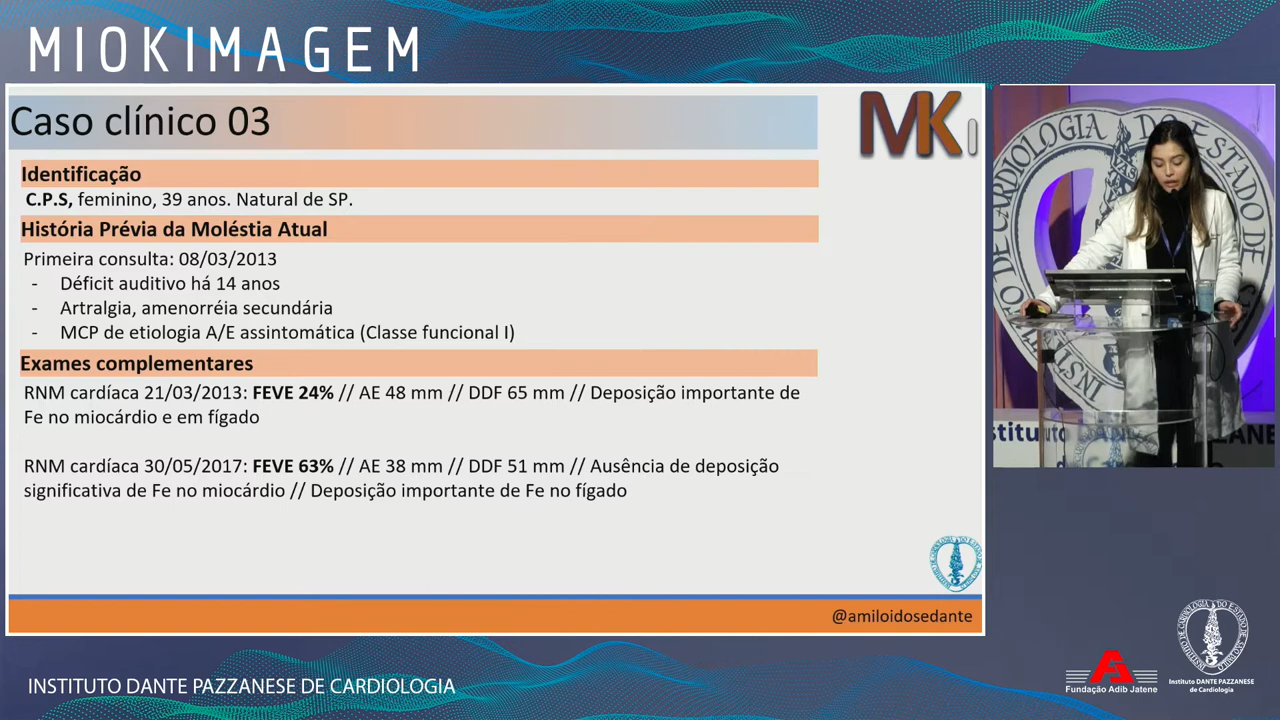 MIOKIMAGEM
Caso clínico 03
MK
Identificação
C.P.S, feminino, 39 anos. Natural de SP.
História Prévia da Moléstia Atual
Primeira consulta: 08/03/2013
- Déficit auditivo há 14 anos
- Artralgia, amenorréia secundária
- MCP de etiologia A/E assintomática (Classe funcional I)
Exames complementares
RNM cardíaca 21/03/2013: FEVE 24% // AE 48 mm // DDF 65 mm // Deposição importante de
Fe no miocárdio e em fígado
RNM cardíaca 30/05/2017: FEVE 63% // AE 38 mm // DDF 51 mm // Ausência de deposição
significativa de Fe no miocárdio // Deposição importante de Fe no fígado
@amiloidosedante
INSTITUTO DANTE PAZZANESE DE CARDIOLOGIA
Fundação Adib Jatene
Instituto DANTE PAZZANESE
de Cardiologia